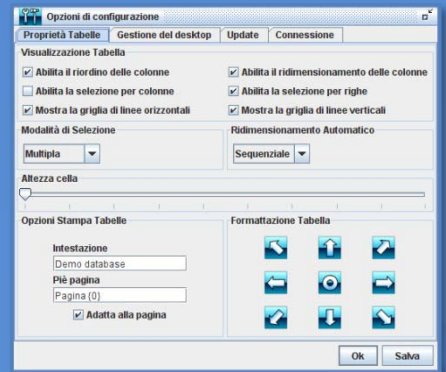 Opzioni di configurazione
Proprietà Tabelle Gestione del desktop Update Connessione
Visualizzazione Tabella
Abilita il riordino delle colonne Abilita il ridimensionamento delle colonne
Abilita la selezione per colonne Abilita la selezione per righe
Mostra la griglia di linee orizzontali Mostra la griglia di linee verticali
Modalità di Selezione Ridimensionamento Automatico
Multipla Sequenziale
Altezza cella
Opzioni Stampa Tabelle Formattazione Tabella
Intestazione
Demo database
Piè pagina
Pagina {0}
Adatta alla pagina
Ok Salva